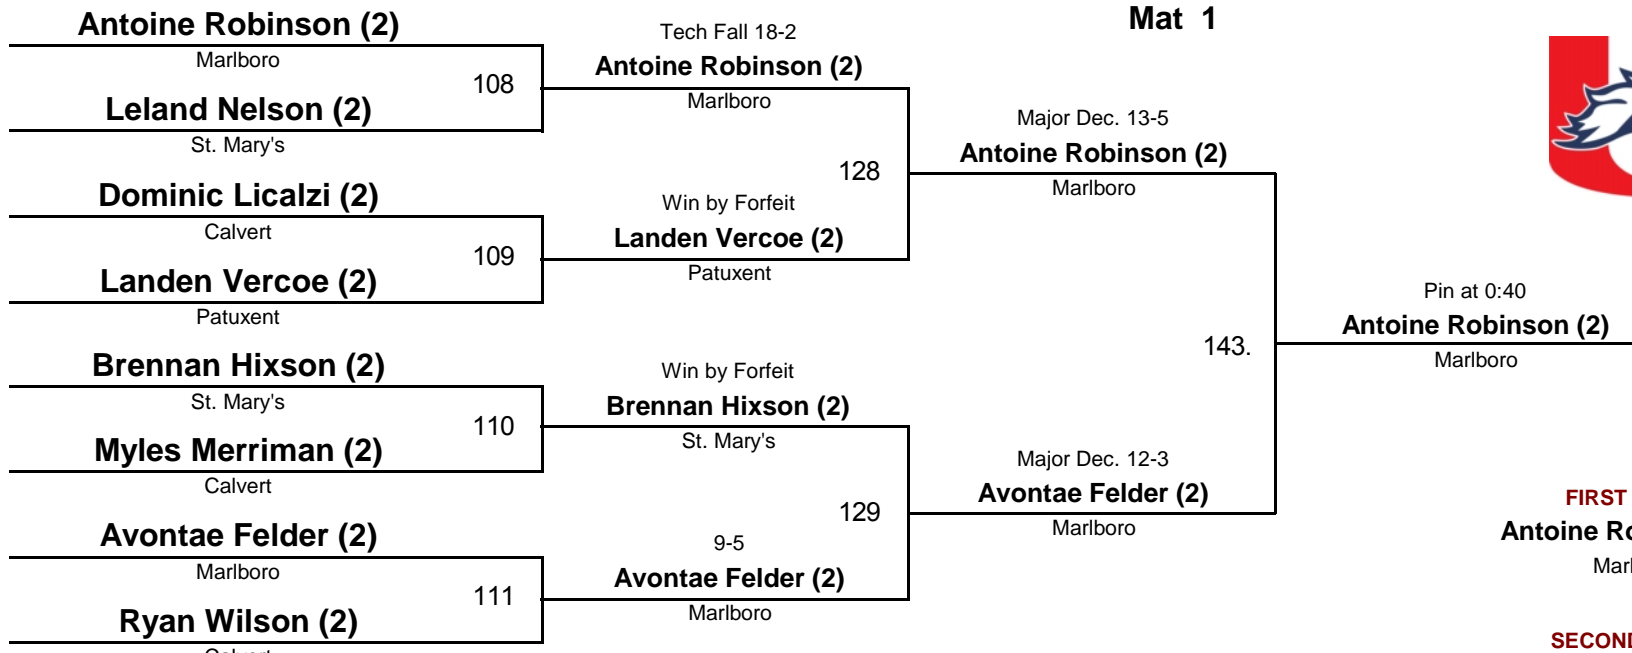 Mat 1
Antoine Robinson (2)
Marlboro
108
Leland Nelson (2)
St. Mary's
Dominic Licalzi (2)
Calvert
109
Landen Vercoe (2)
Patuxent
Brennan Hixson (2)
St. Mary's
110
Myles Merriman (2)
Calvert
Avontae Felder (2)
Marlboro
111
Ryan Wilson (2)
Calvert
Tech Fall 18-2
Antoine Robinson (2)
Marlboro
128
Win by Forfeit
Landen Vercoe (2)
Patuxent
Win by Forfeit
Brennan Hixson (2)
St. Mary's
129
9-5
Avontae Felder (2)
Marlboro
Major Dec. 13-5
Antoine Robinson (2)
Marlboro
143.
Major Dec. 12-3
Avontae Felder (2)
Marlboro
Pin at 0:40
Antoine Robinson (2)
Marlboro
FIRST
Antoine Ro
Marl
SECOND